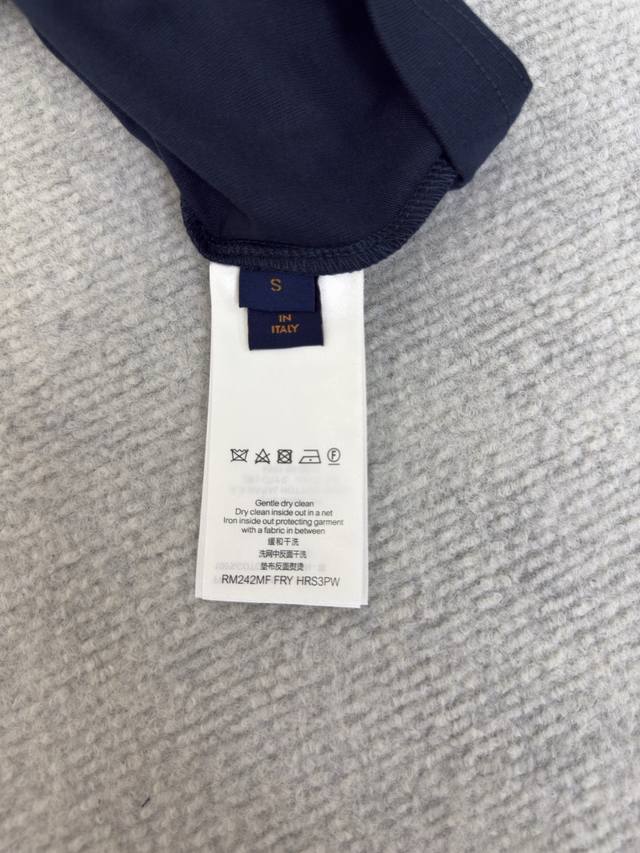 S
IN
ITALY
Gentle dry clean
Dry clean inside out in a net
Iron inside out protecting garment
with a fabric in between
缓和干洗
洗网中反面干洗
垫布反面熨烫
RM242MF FRY HRS3PW